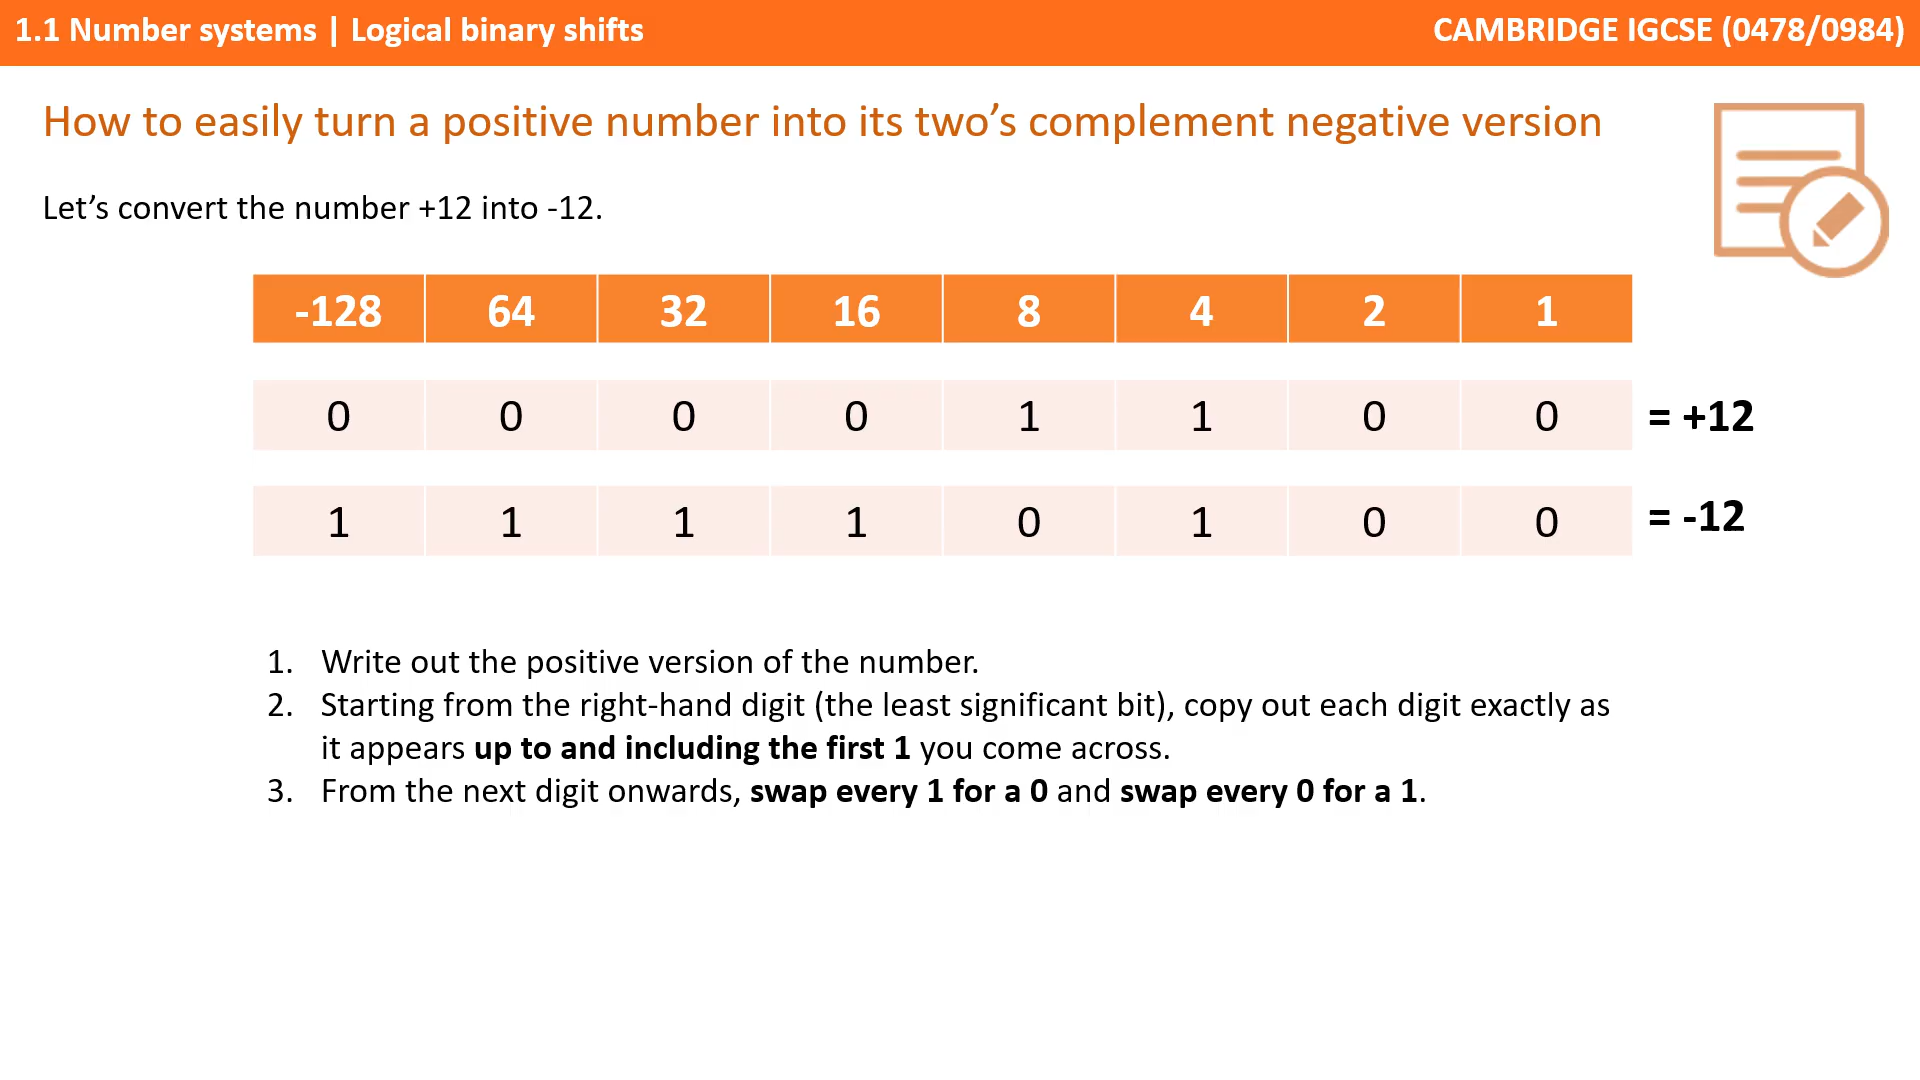 1.1 Number systems | Logical binary shifts CAMBRIDGE IGCSE (0478/0984)
How to easily turn a positive number into its two’s complement negative version
Let’s convert the number +12 into -12.
-128 64 32 16 8 4 2 1
0 0 0 0 1 1 0 0 = +12
1 1 1 1 0 1 0 0 = -12
1. Write out the positive version of the number.
2. Starting from the right-hand digit (the least significant bit), copy out each digit exactly as
it appears up to and including the first 1 you come across.
3. From the next digit onwards, swap every 1 for a 0 and swap every 0 for a 1.